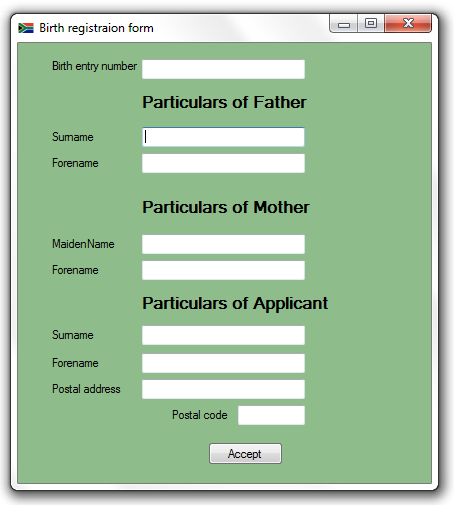 Birth registraion form
Birth entry number
Particulars of Father
Surname
Forename
Particulars of Mother
MaidenName
Forename
Particulars of Applicant
Surname
Forename
Postal address
Postal code
Accept